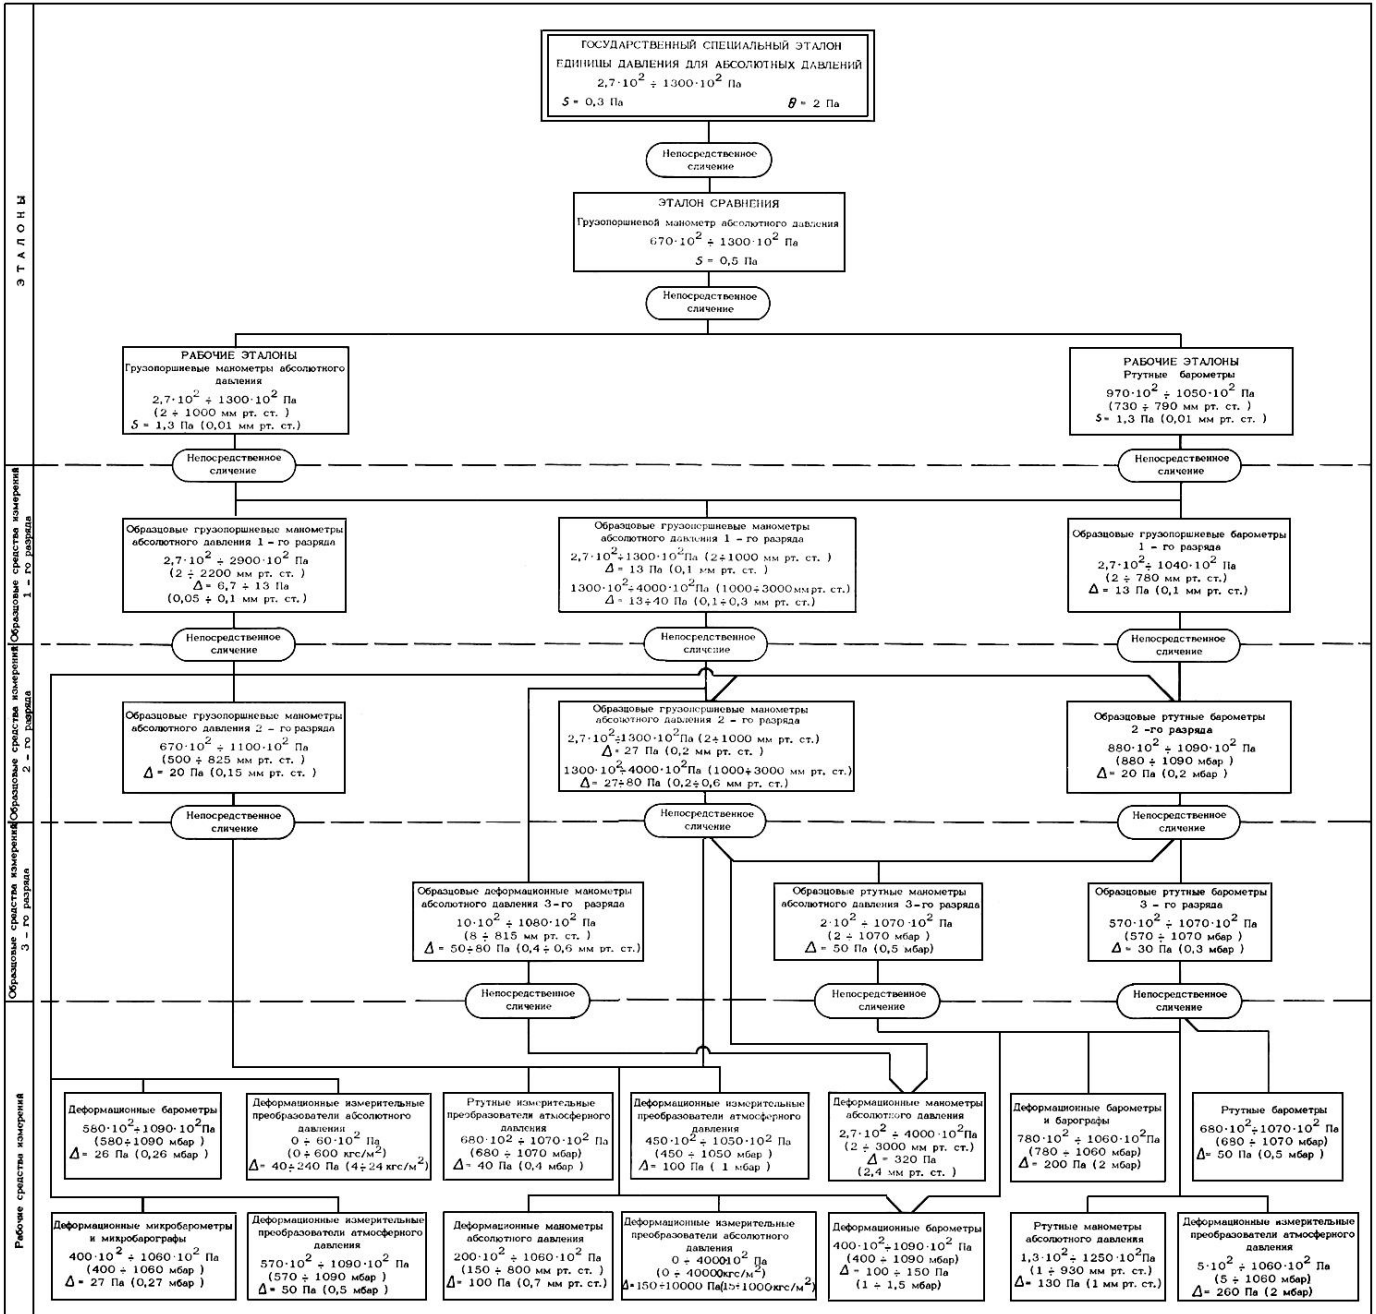 ГОСУДАРСТВЕННЫЙ СПЕЦИАЛЬНЫЙ ЭТАЛОН
ЕДИНИЦЫ ДАВЛЕНИЯ ДЛЯ АБСОЛЮТНЫХ ДАВЛЕНИЙ
2,7·10² ÷ 1300·10² Па
S = 0,3 Па θ = 2 Па
Непосредственное
сличение
ЭТАЛОН СРАВНЕНИЯ
Грузопоршневой манометр абсолютного давления
670·10² ÷ 1300·10² Па
S = 0,5 Па
Непосредственное
сличение
ЭТАЛОНЫ
РАБОЧИЕ ЭТАЛОНЫ
Грузопоршневые манометры абсолютного
давления
2,7·10² ÷ 1300·10² Па
(2 ÷ 1000 мм рт. ст. )
S = 1,3 Па (0,01 мм рт. ст.)
РАБОЧИЕ ЭТАЛОНЫ
Ртутные барометры
970·10² ÷ 1050·10² Па
(730 ÷ 790 мм рт. ст. )
S = 1,3 Па (0,01 мм рт. ст. )
Непосредственное
сличение
Непосредственное
сличение
Образцовые средства измерений
1 - го разряда
Образцовые грузопоршневые манометры
абсолютного давления 1 - го разряда
2,7·10² ÷ 2900·10² Па
(2 ÷ 2200 мм рт. ст. )
Δ = 6,7 ÷ 13 Па
(0,05 ÷ 0,1 мм рт. ст.)
Образцовые грузопоршневые манометры
абсолютного давления 1 - го разряда
2,7·10²÷1300·10²Па (2÷1000 мм рт. ст. )
Δ = 13 Па (0,1 мм рт. ст.)
1300·10²÷4000·10²Па (1000÷3000мм рт. ст.)
Δ = 13÷40 Па (0,1÷0,3 мм рт. ст.)
Образцовые грузопоршневые барометры
1 - го разряда
2,7·10² ÷ 1040·10² Па
(2 ÷ 780 мм рт. ст.)
Δ = 13 Па (0,1 мм рт. ст.)
Непосредственное
сличение
Непосредственное
сличение
Непосредственное
сличение
Образцовые средства измерений
2 - го разряда
Образцовые грузопоршневые манометры
абсолютного давления 2 - го разряда
670·10² ÷ 1100·10² Па
(500 ÷ 825 мм рт. ст. )
Δ = 20 Па (0,15 мм рт. ст. )
Образцовые грузопоршневые манометры
абсолютного давления 2 - го разряда
2,7·10²÷1300·10²Па (2÷1000 мм рт. ст.)
Δ = 27 Па (0,2 мм рт. ст.)
1300·10²÷4000·10²Па (1000÷3000 мм рт. ст.)
Δ = 27÷80 Па (0,2÷0,6 мм рт. ст.)
Образцовые ртутные барометры
2 -го разряда
880·10² ÷ 1090·10² Па
(880 ÷ 1090 мбар )
Δ = 20 Па (0,2 мбар )
Непосредственное
сличение
Непосредственное
сличение
Непосредственное
сличение
Образцовые средства измерений
3 - го разряда
Образцовые деформационные манометры
абсолютного давления 3-го разряда
10·10² ÷ 1080·10² Па
(8 ÷ 815 мм рт. ст. )
Δ = 50÷80 Па (0,4÷0,6 мм рт. ст.)
Образцовые ртутные манометры
абсолютного давления 3-го разряда
2·10² ÷ 1070·10² Па
(2 ÷ 1070 мбар)
Δ = 50 Па (0,5 мбар)
Образцовые ртутные барометры
3 - го разряда
570·10² ÷ 1070·10² Па
(570 ÷ 1070 мбар )
Δ = 30 Па (0,3 мбар)
Непосредственное
сличение
Непосредственное
сличение
Непосредственное
сличение
Рабочие средства измерений
Деформационные барометры
580·10²÷1090·10²Па
(580÷1090 мбар )
Δ = 26 Па (0,26 мбар )
Деформационные измерительные
преобразователи абсолютного
давления
0 ÷ 60·10² Па
(0 ÷ 600 кгс/м²)
Δ = 40÷240 Па (4÷24 кгс/м²)
Ртутные измерительные
преобразователи атмосферного
давления
680·10² ÷ 1070·10² Па
(680 ÷ 1070 мбар)
Δ = 40 Па (0,4 мбар)
Деформационные измерительные
преобразователи атмосферного
давления
450·10² ÷ 1050·10² Па
(450 ÷ 1050 мбар)
Δ = 100 Па ( 1 мбар)
Деформационные манометры
абсолютного давления
2,7·10² ÷ 4000·10²Па
(2 ÷ 3000 мм рт. ст.)
Δ = 320 Па
(2,4 мм рт. ст. )
Деформационные барометры
и барографы
780·10² ÷ 1060·10²Па
(780 ÷ 1060 мбар)
Δ = 200 Па (2 мбар)
Ртутные барометры
680·10²÷1070·10² Па
(680 ÷ 1070 мбар)
Δ = 50 Па (0,5 мбар)
Деформационные микробарометры
и микробарографы
400·10² ÷ 1060·10² Па
(400 ÷ 1060 мбар)
Δ = 27 Па (0,27 мбар )
Деформационные измерительные
преобразователи атмосферного
давления
570·10² ÷ 1090·10² Па
(570 ÷ 1090 мбар)
Δ = 50 Па (0,5 мбар)
Деформационные манометры
абсолютного давления
200·10² ÷ 1060·10² Па
(150 ÷ 800 мм рт. ст. )
Δ = 100 Па (0,7 мм рт. ст.)
Деформационные измерительные
преобразователи абсолютного
давления
0 ÷ 4000·10² Па
(0 ÷ 40000кгс/м²)
Δ=150÷10000 Па(15÷1000кгс/м²)
Деформационные барометры
400·10²÷1090·10²Па
(400 ÷ 1090 мбар)
Δ = 100 ÷ 150 Па
(1 ÷ 1,5 мбар)
Ртутные манометры
абсолютного давления
1,3·10² ÷ 1250·10²Па
(1 ÷ 930 мм рт. ст.)
Δ = 130 Па (1 мм рт. ст.)
Деформационные измерительные
преобразователи атмосферного
давления
5·10² ÷ 1060·10² Па
(5 ÷ 1060 мбар)
Δ = 260 Па (2 мбар)